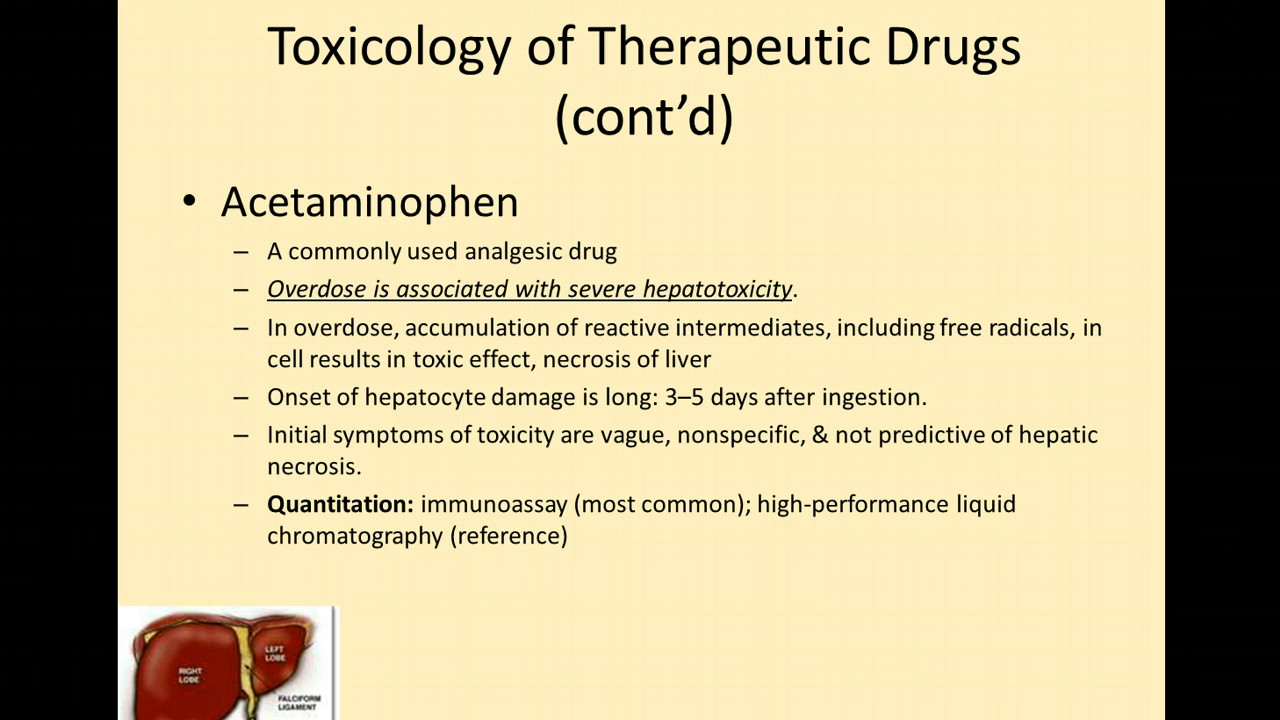 Toxicology of Therapeutic Drugs
(cont’d)
• Acetaminophen
– A commonly used analgesic drug
– Overdose is associated with severe hepatotoxicity.
– In overdose, accumulation of reactive intermediates, including free radicals, in
cell results in toxic effect, necrosis of liver
– Onset of hepatocyte damage is long: 3–5 days after ingestion.
– Initial symptoms of toxicity are vague, nonspecific, & not predictive of hepatic
necrosis.
– Quantitation: immunoassay (most common); high-performance liquid
chromatography (reference)
LEFT
LOBE
RIGHT
LOBE
FALCIFORM
LIGAMENT